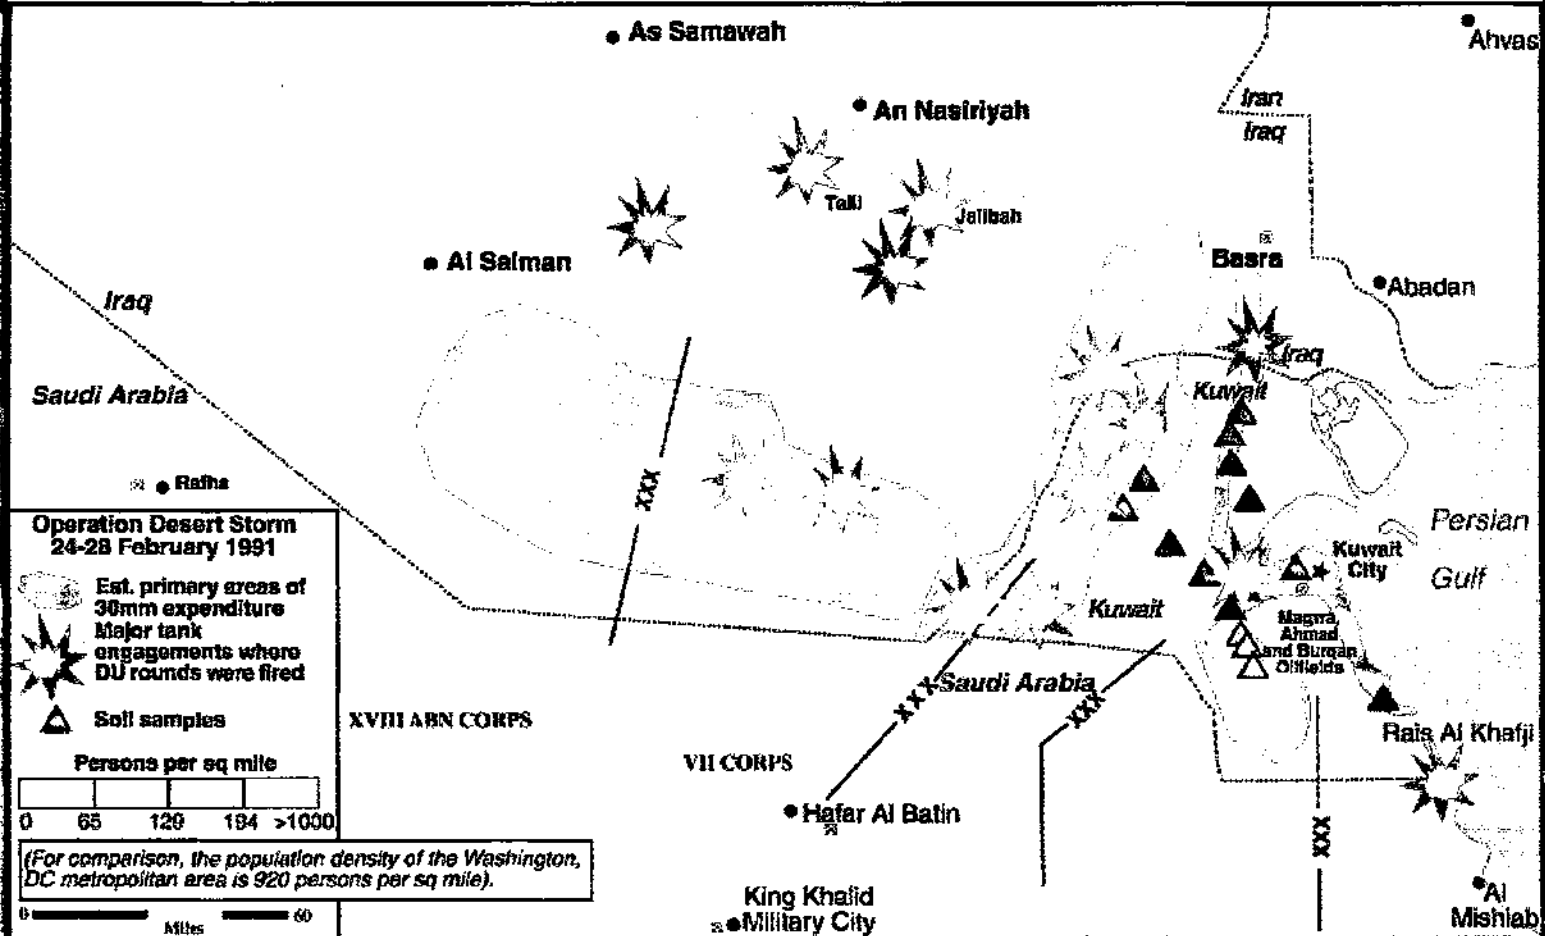 As Samawah
Ahvas
An Nasiriyah
Iran
Iraq
Jalibah
Basra
Al Salman
Abadan
Iraq
Iraq
Kuwait
Saudi Arabia
Rafha
Operation Desert Storm
24-28 February 1991
Est. primary areas of
30mm expenditure
Major tank
engagements where
DU rounds were fired
Soil samples
Persons per sq mile
0 65 129 194 >1000
(For comparison, the population density of the Washington,
DC metropolitan area is 920 persons per sq mile).
0 60
Miles
XXX
Persian
Gulf
Kuwait
City
Kuwait
Magwa,
Ahmad
and Burqan
Oilfields
Saudi Arabia
XXX
XXX
XVIII ABN CORPS
VII CORPS
Rais Al Khafji
Hafar Al Batin
XXX
King Khalid
Military City
Al
Mishiab